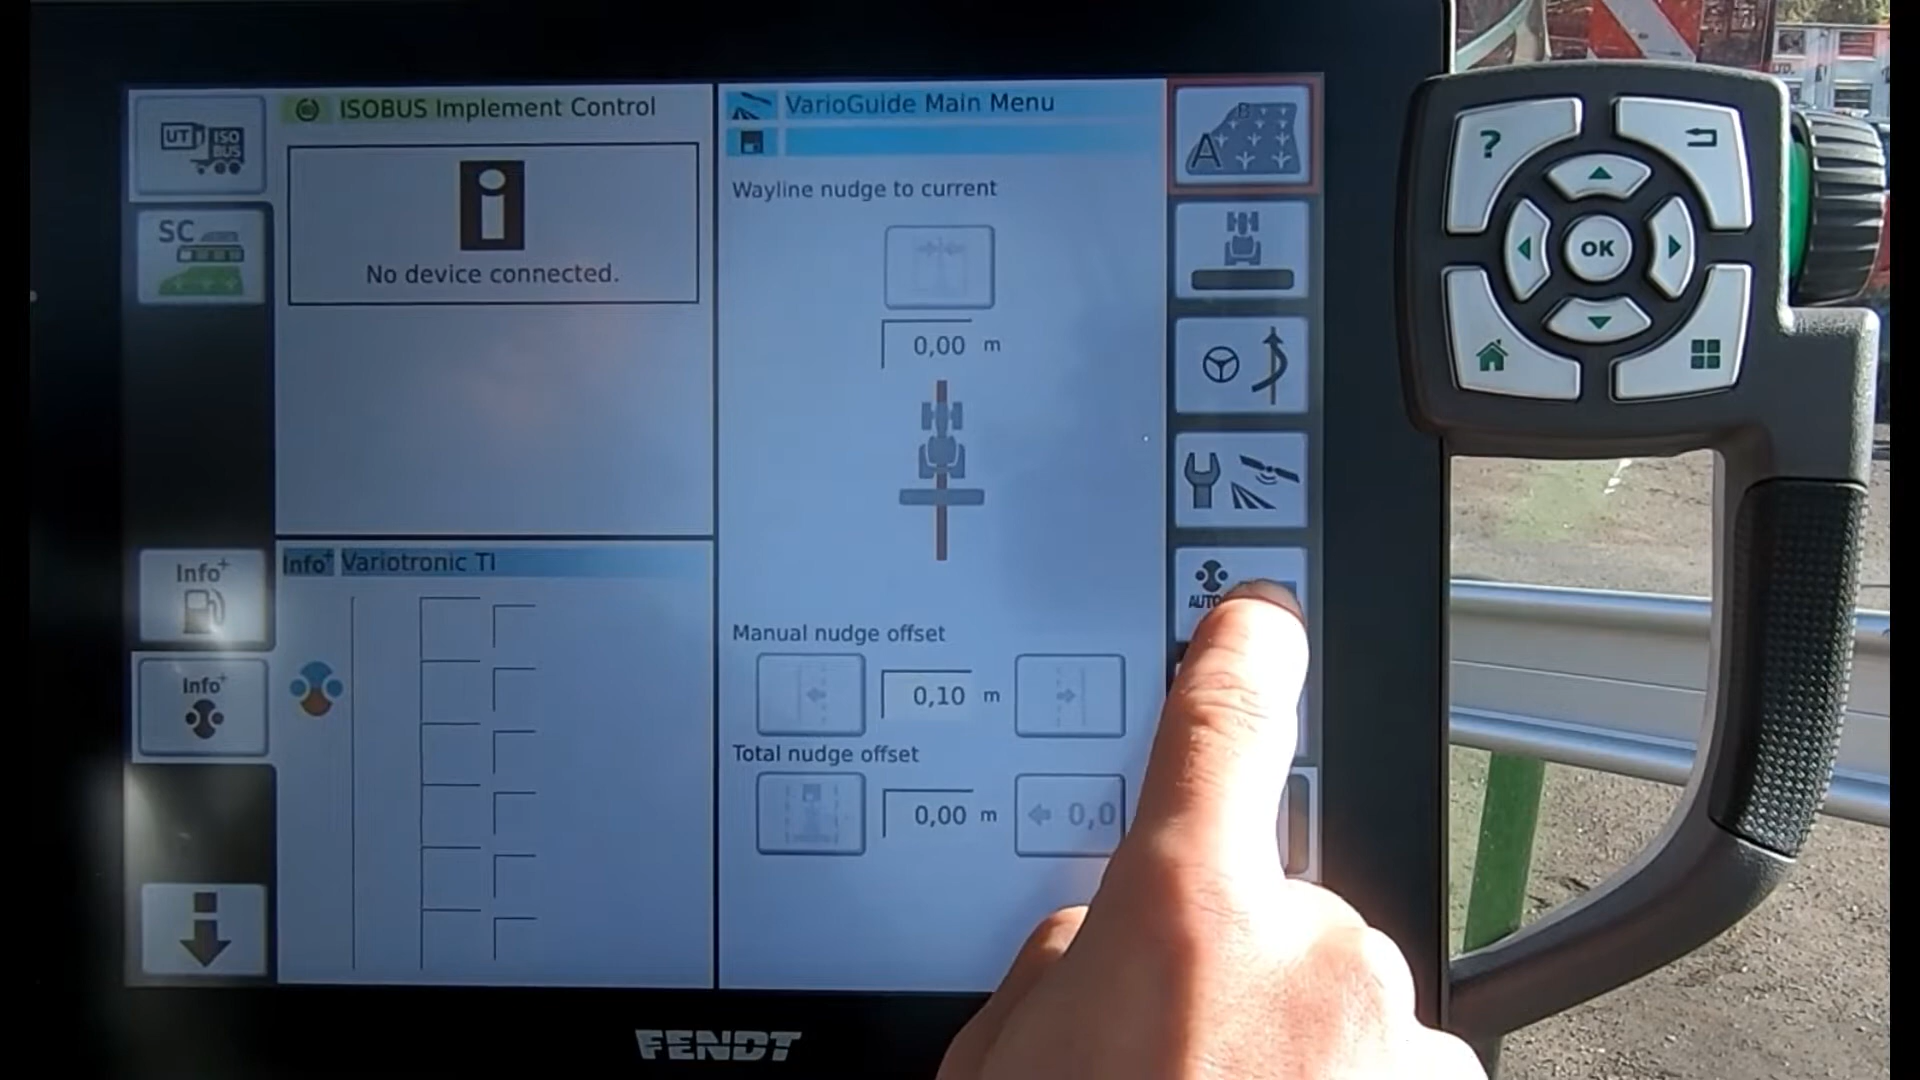 UT ISO
BUS
SC
Info+
Info+
ISOBUS Implement Control
i
No device connected.
Info+ Variotronic TI
VarioGuide Main Menu
Wayline nudge to current
0,00 m
Manual nudge offset
0,10 m
Total nudge offset
0,00 m
0,0
A B
AUTO
FENDT
?
OK